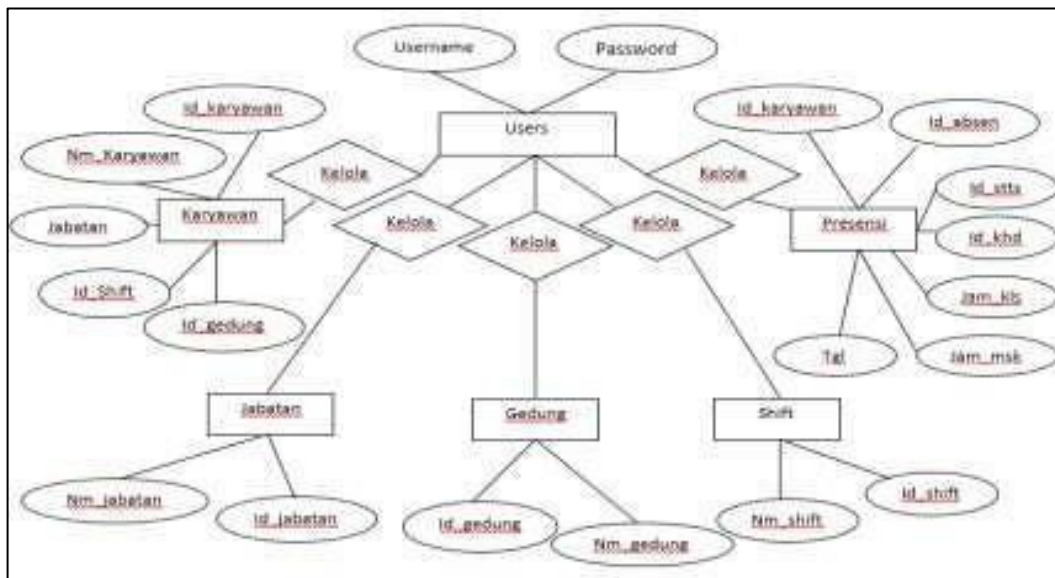 Username
Password
Id_karyawan
Id_karyawan
Id_absen
Users
Nm_Karyawan
Kelola
Kelola
Id_stts
Karyawan
Jabatan
Kelola
Kelola
Kelola
Presensi
Id_khd
Id_Shift
Jam_kls
Id_gedung
Tgl
Jam_msk
Jabatan
Gedung
Shift
Nm_jabatan
Id_jabatan
Id_gedung
Nm_gedung
Nm_shift
Id_shift